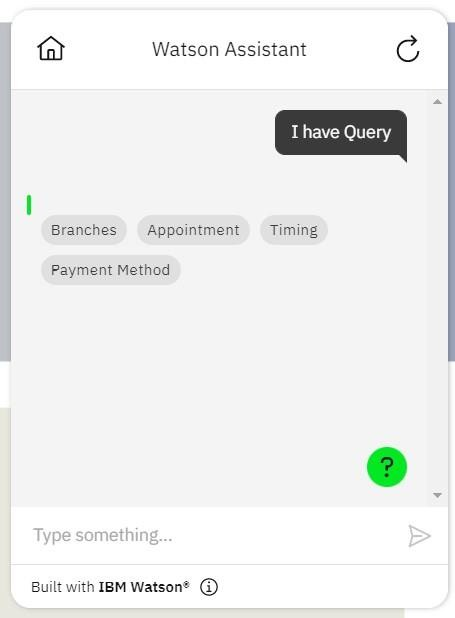 Watson Assistant
I have Query
Branches Appointment Timing
Payment Method
?
Type something...
Built with IBM Watson®